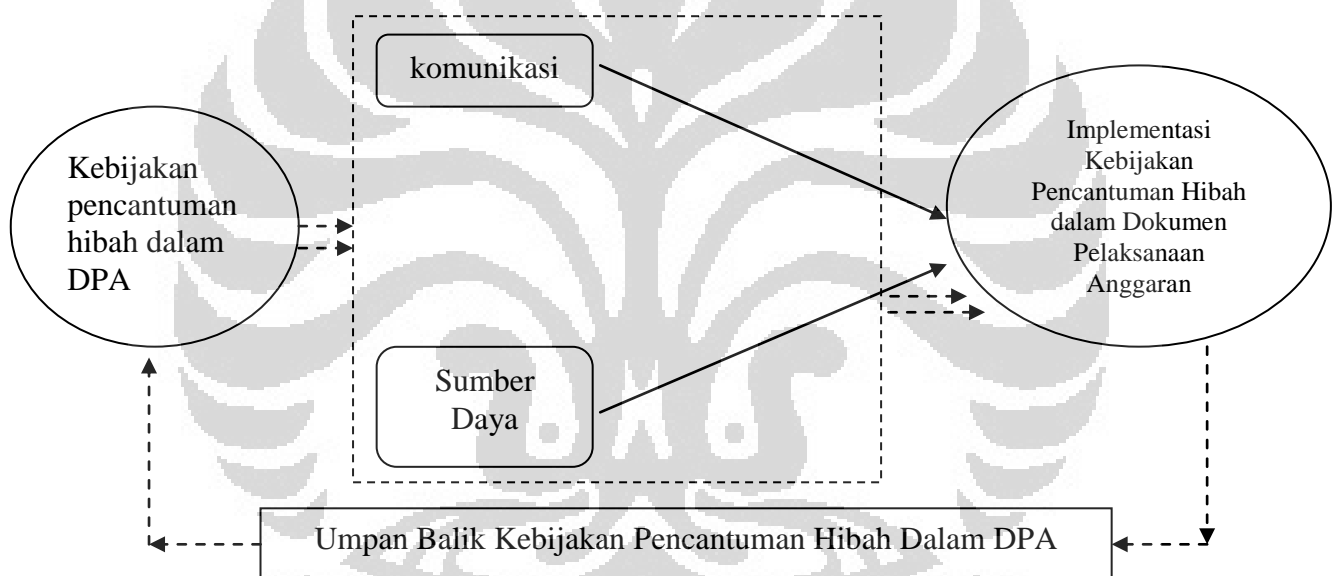 komunikasi
Kebijakan
pencantuman
hibah dalam
DPA
Implementasi
Kebijakan
Pencantuman Hibah
dalam Dokumen
Pelaksanaan
Anggaran
Sumber
Daya
Umpan Balik Kebijakan Pencantuman Hibah Dalam DPA